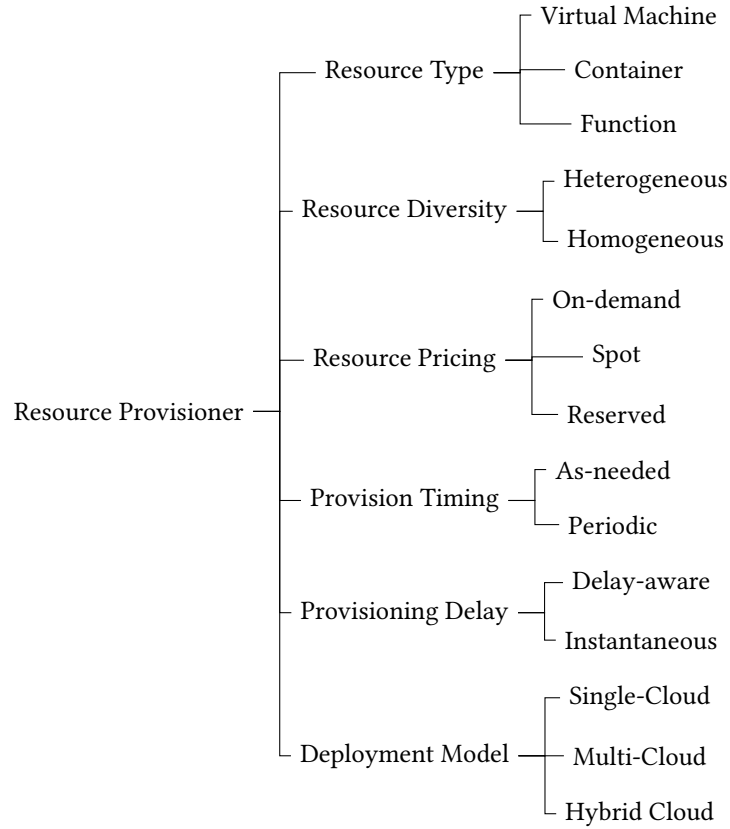 Virtual Machine
Resource Type
Container
Function
Heterogeneous
Resource Diversity
Homogeneous
On-demand
Resource Pricing
Spot
Resource Provisioner
Reserved
As-needed
Provision Timing
Periodic
Delay-aware
Provisioning Delay
Instantaneous
Single-Cloud
Deployment Model
Multi-Cloud
Hybrid Cloud